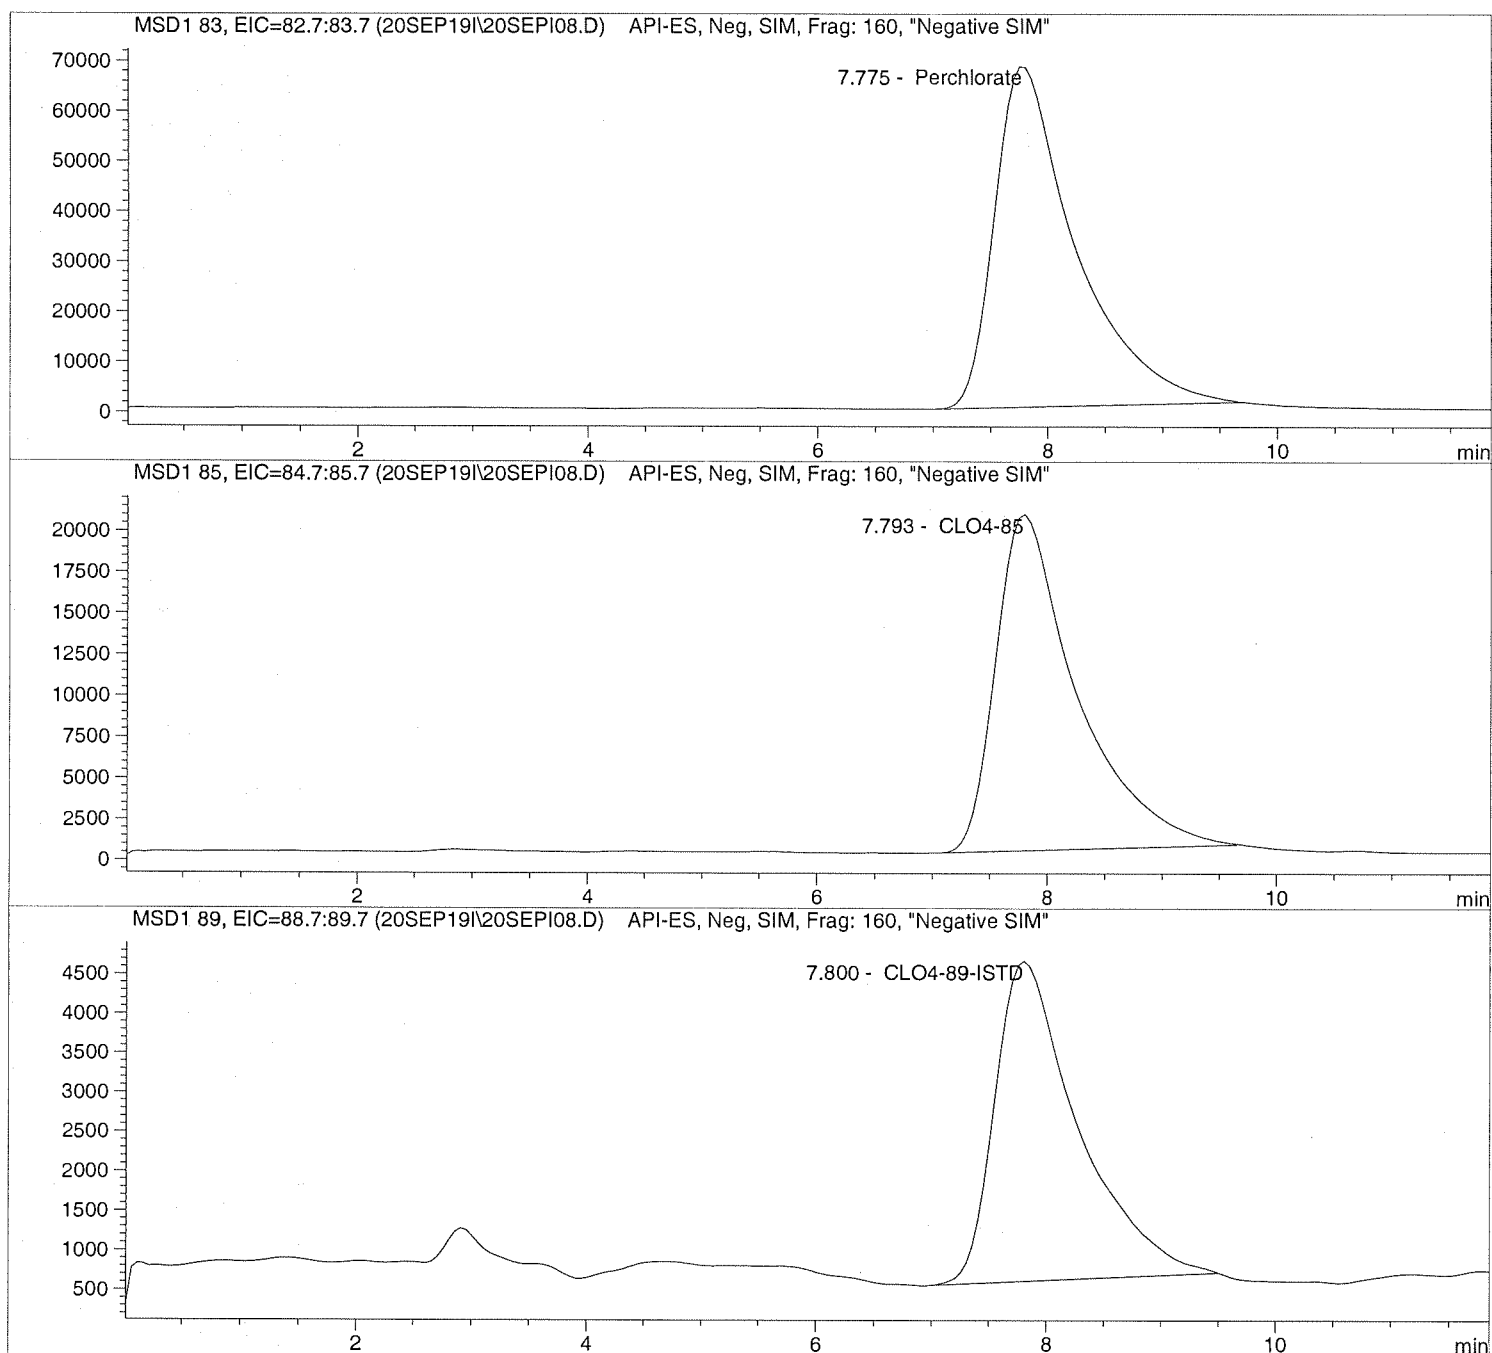 MSD1 83, EIC=82.7:83.7 (20SEP19I\20SEPI08.D) API-ES, Neg, SIM, Frag: 160, "Negative SIM"
70000
7.775 - Perchlorate
60000
50000
40000
30000
20000
10000
0
2 4 6 8 10 min
MSD1 85, EIC=84.7:85.7 (20SEP19I\20SEPI08.D) API-ES, Neg, SIM, Frag: 160, "Negative SIM"
20000
7.793 - CLO4-85
17500
15000
12500
10000
7500
5000
2500
0
2 4 6 8 10 min
MSD1 89, EIC=88.7:89.7 (20SEP19I\20SEPI08.D) API-ES, Neg, SIM, Frag: 160, "Negative SIM"
4500
7.800 - CLO4-89-ISTD
4000
3500
3000
2500
2000
1500
1000
500
2 4 6 8 10 min